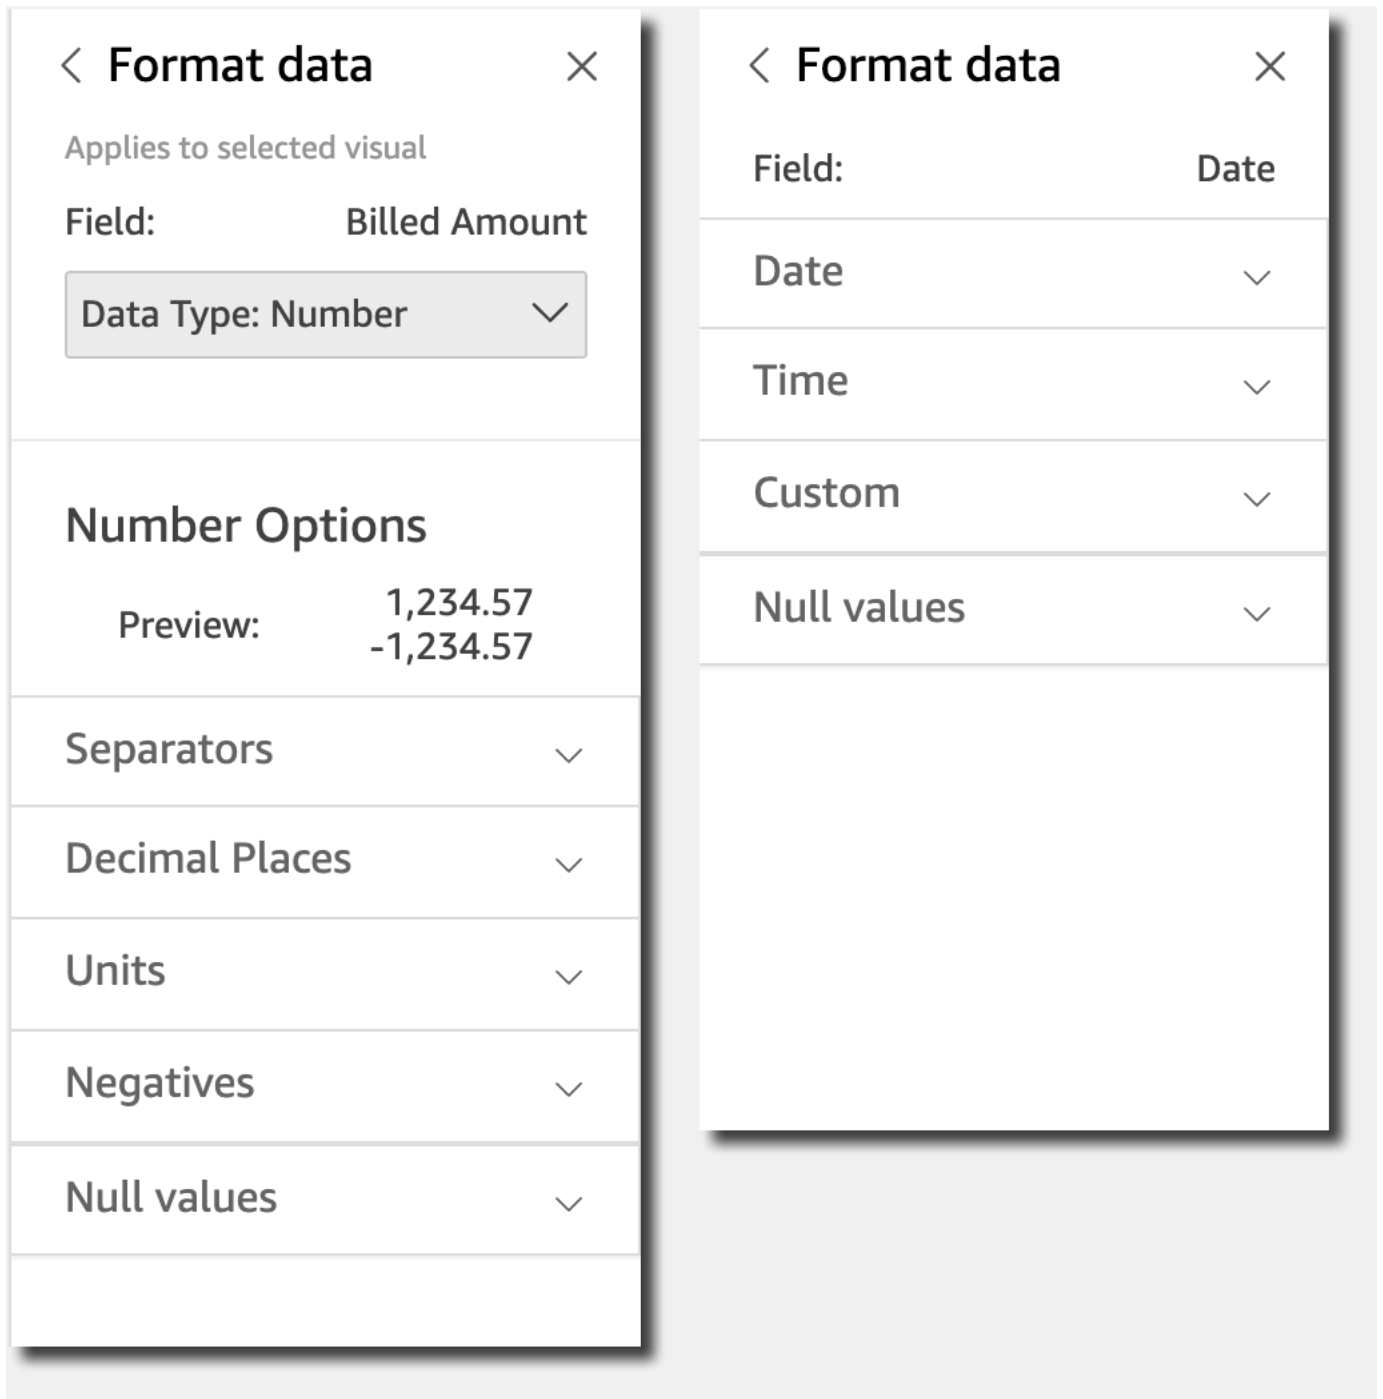 Format data
Applies to selected visual
Field: Billed Amount
Data Type: Number
Number Options
Preview: 1,234.57
-1,234.57
Separators
Decimal Places
Units
Negatives
Null values
Format data
Field: Date
Date
Time
Custom
Null values